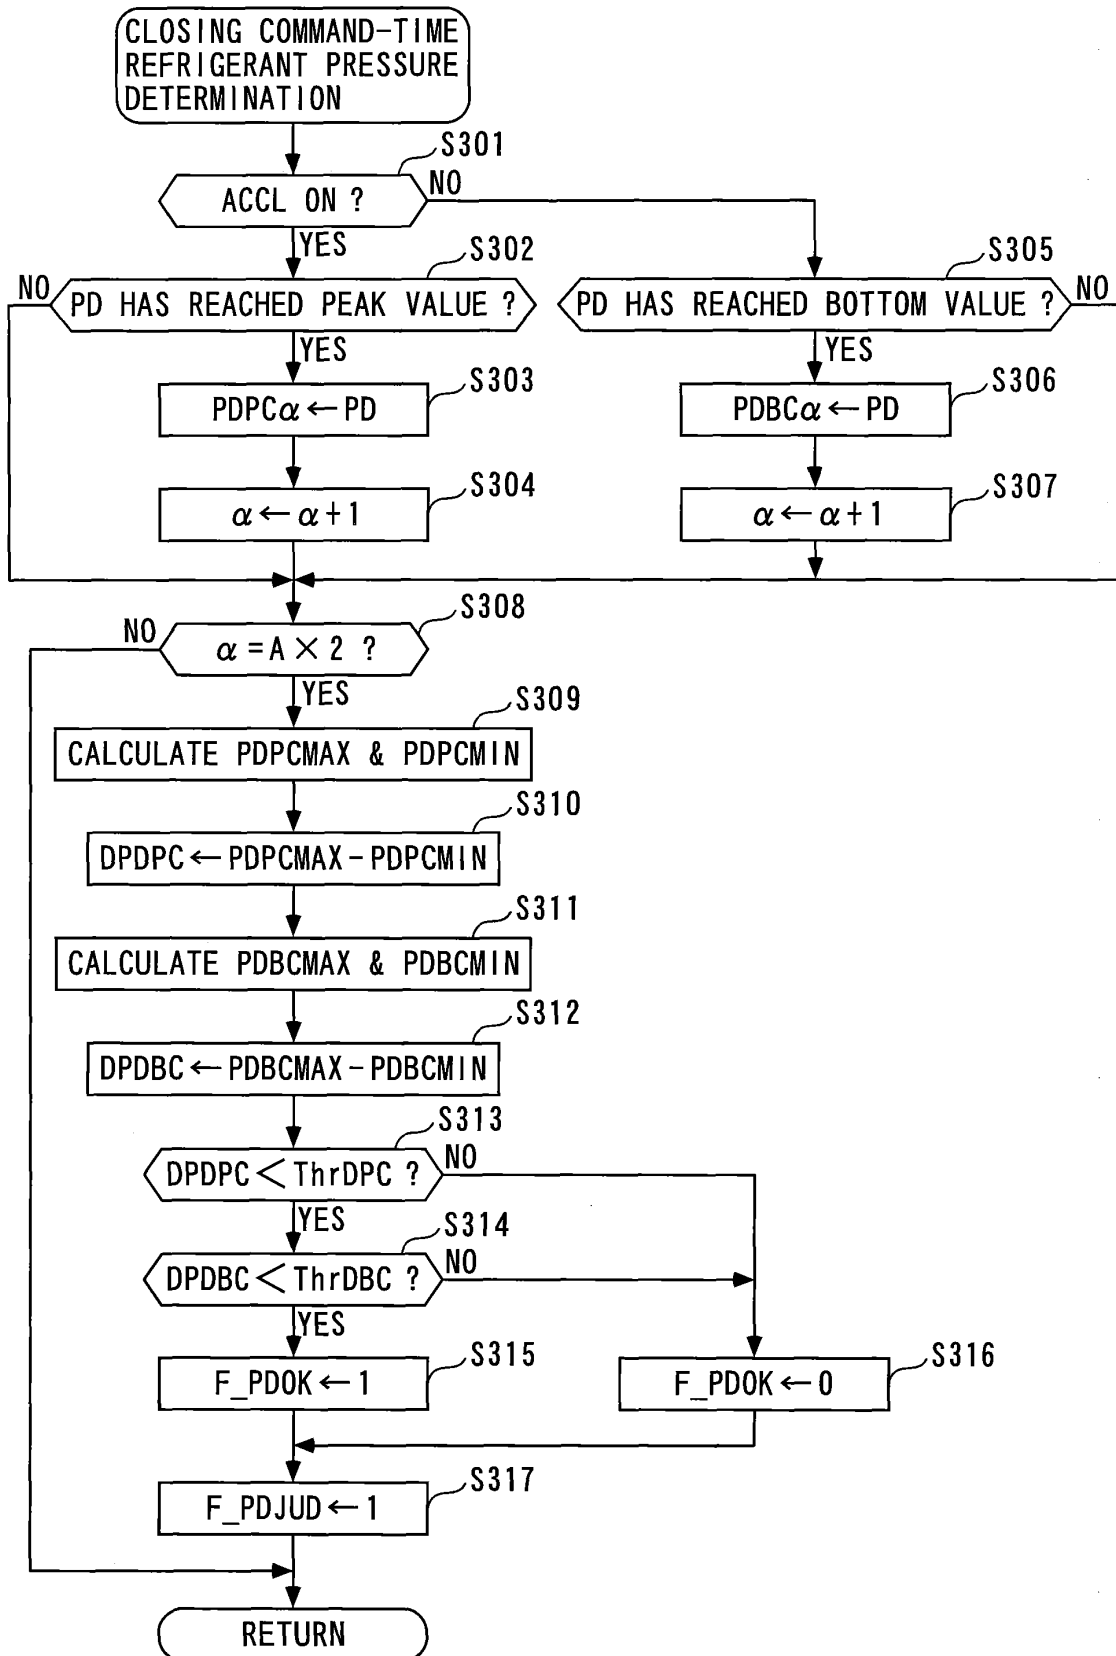 CLOSING COMMAND-TIME
REFRIGERANT PRESSURE
DETERMINATION
S301
ACCL ON ?
NO
YES
S302
NO
PD HAS REACHED PEAK VALUE ?
YES
S305
PD HAS REACHED BOTTOM VALUE ?
NO
YES
S303
PDPCα ← PD
S306
PDBCα ← PD
S304
α ← α + 1
S307
α ← α + 1
S308
NO
α = A × 2 ?
YES
S309
CALCULATE PDPCMAX & PDPCMIN
S310
DPDPC ← PDPCMAX - PDPCMIN
S311
CALCULATE PDBCMAX & PDBCMIN
S312
DPDBC ← PDBCMAX - PDBCMIN
S313
DPDPC < ThrDPC ?
NO
YES
S314
DPDBC < ThrDBC ?
NO
YES
S315
F_PDOK ← 1
S316
F_PDOK ← 0
S317
F_PDJUD ← 1
RETURN